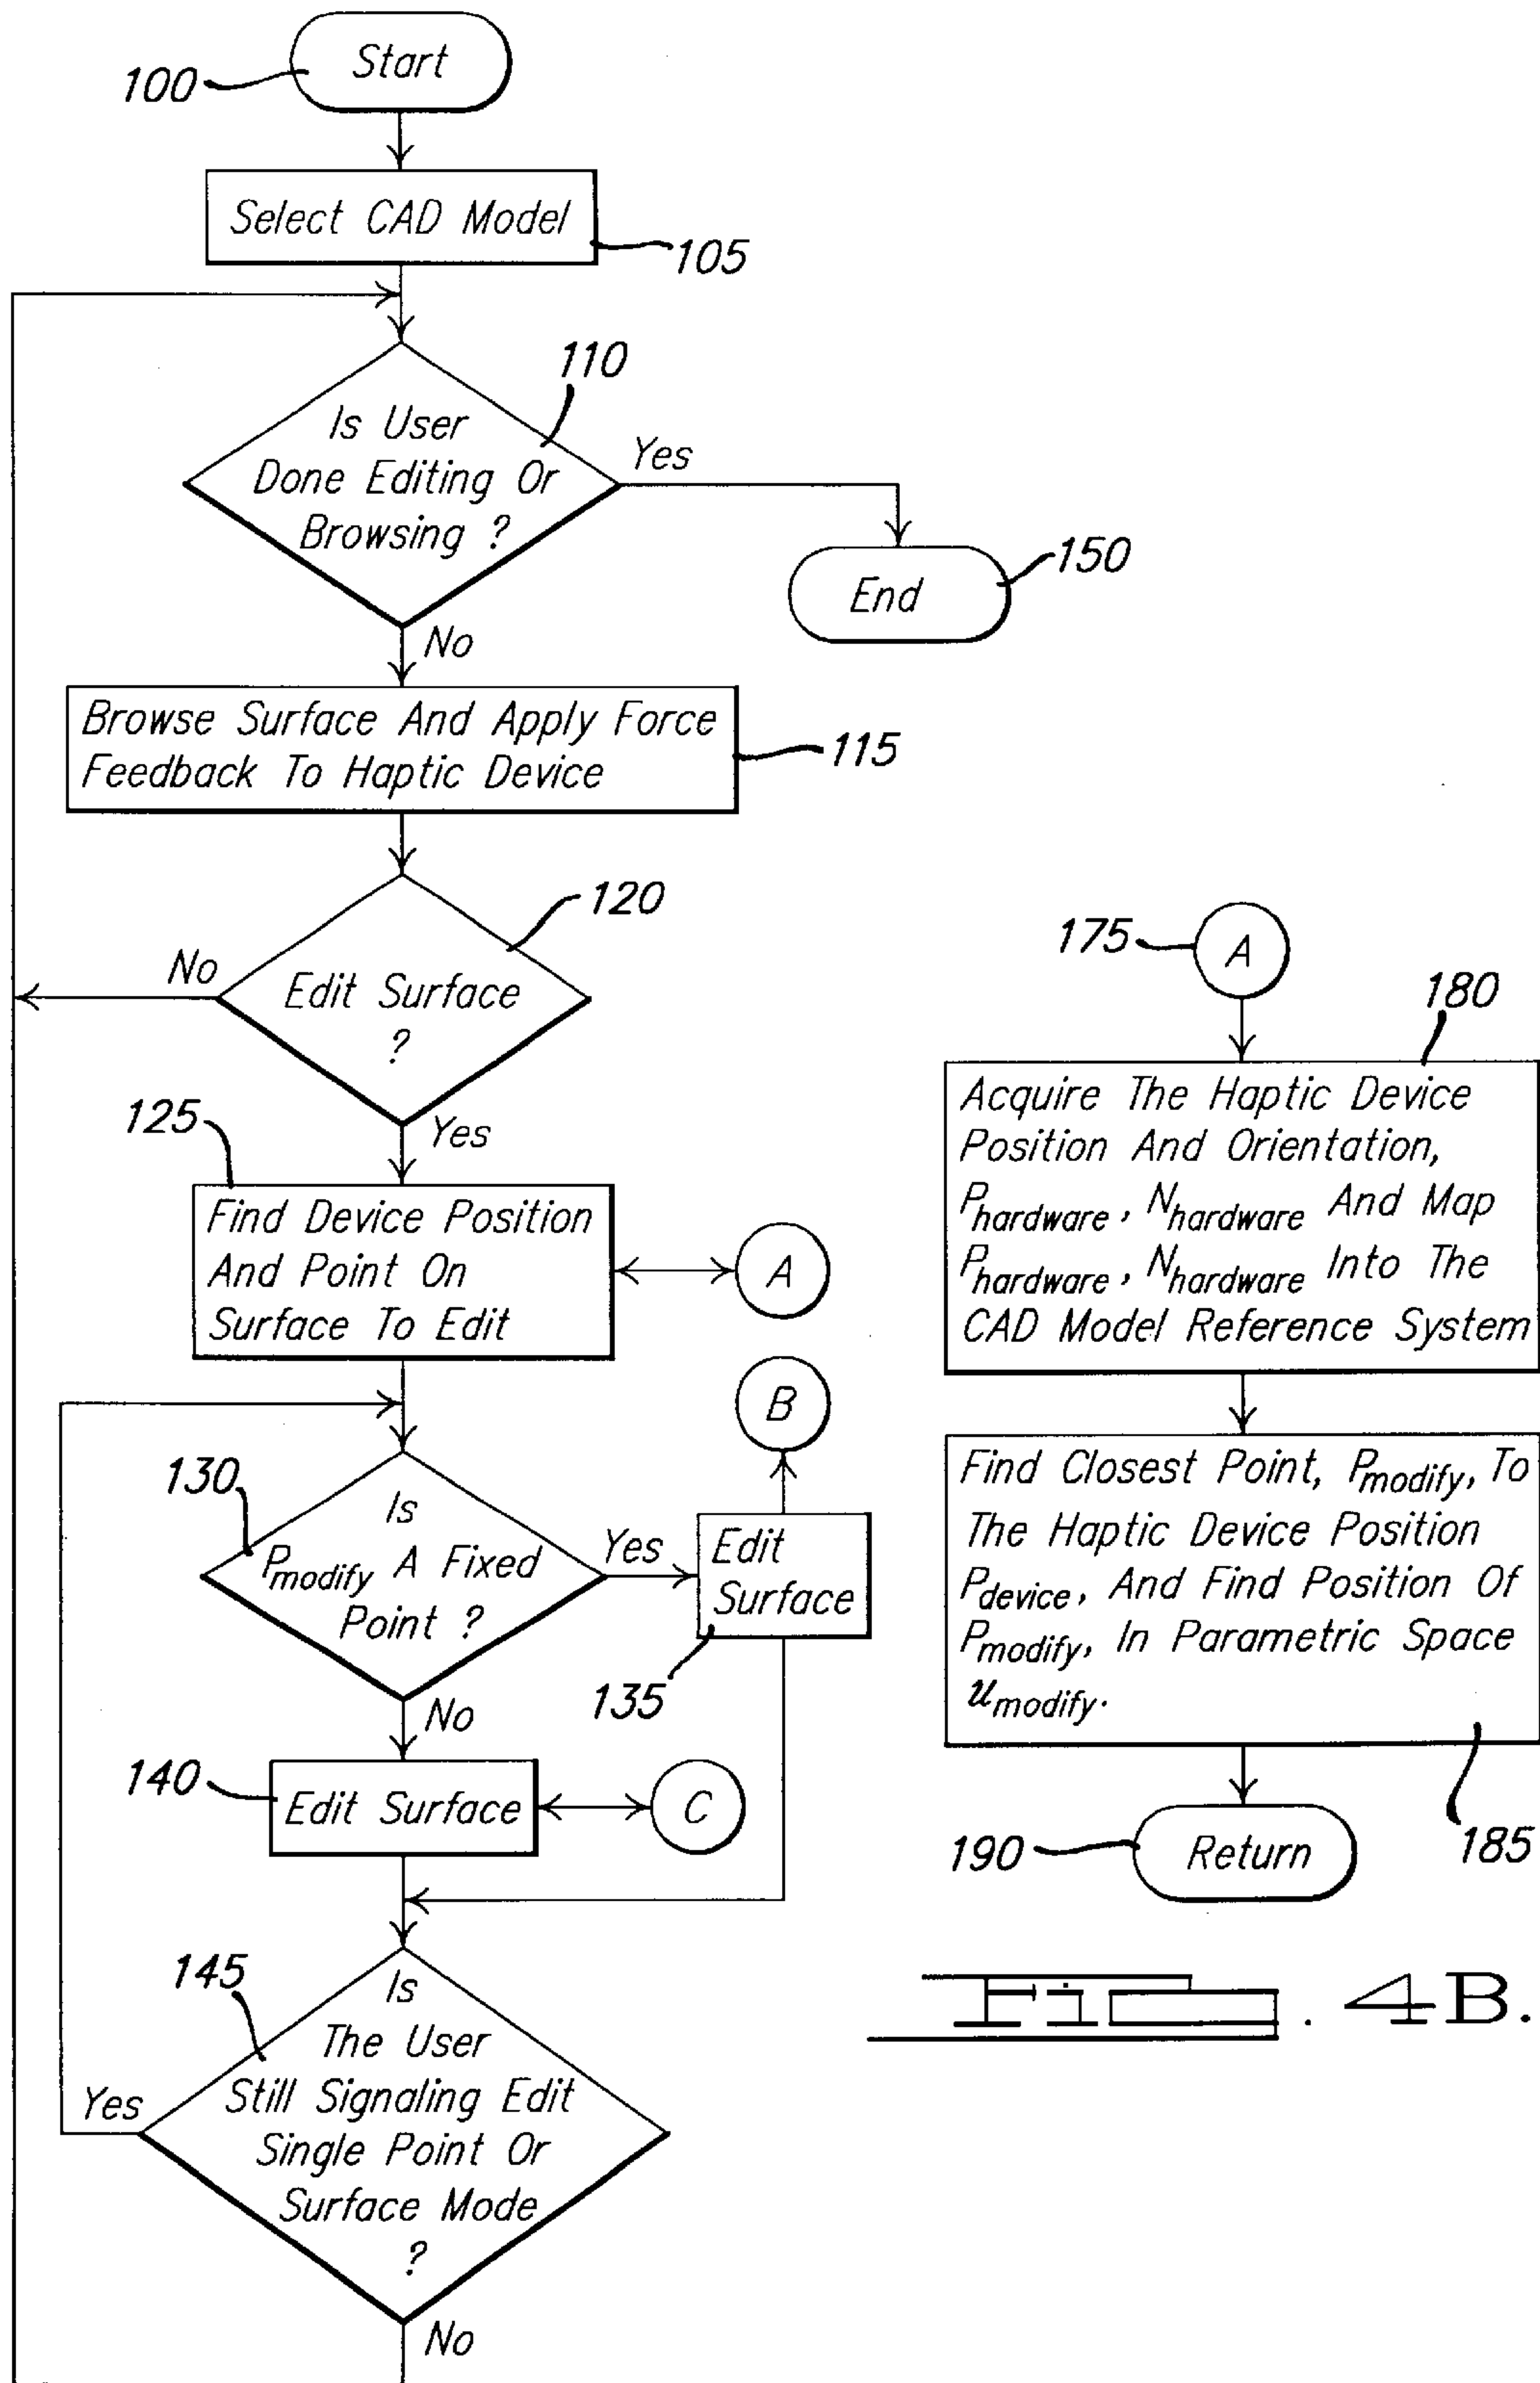 Start
100
Select CAD Model
105
110
Is User
Done Editing Or
Browsing ?
Yes
150
End
No
Browse Surface And Apply Force
Feedback To Haptic Device
115
120
No
Edit Surface
?
Yes
125
Find Device Position
And Point On
Surface To Edit
A
B
130
Is
Pmodify A Fixed
Point ?
Yes
Edit
Surface
135
No
140
Edit Surface
C
145
Is
The User
Still Signaling Edit
Single Point Or
Surface Mode
?
Yes
No
175
A
180
Acquire The Haptic Device
Position And Orientation,
Phardware, Nhardware And Map
Phardware, Nhardware Into The
CAD Model Reference System
Find Closest Point, Pmodify, To
The Haptic Device Position
Pdevice, And Find Position Of
Pmodify, In Parametric Space
umodify.
185
190
Return
Fig. 4B.